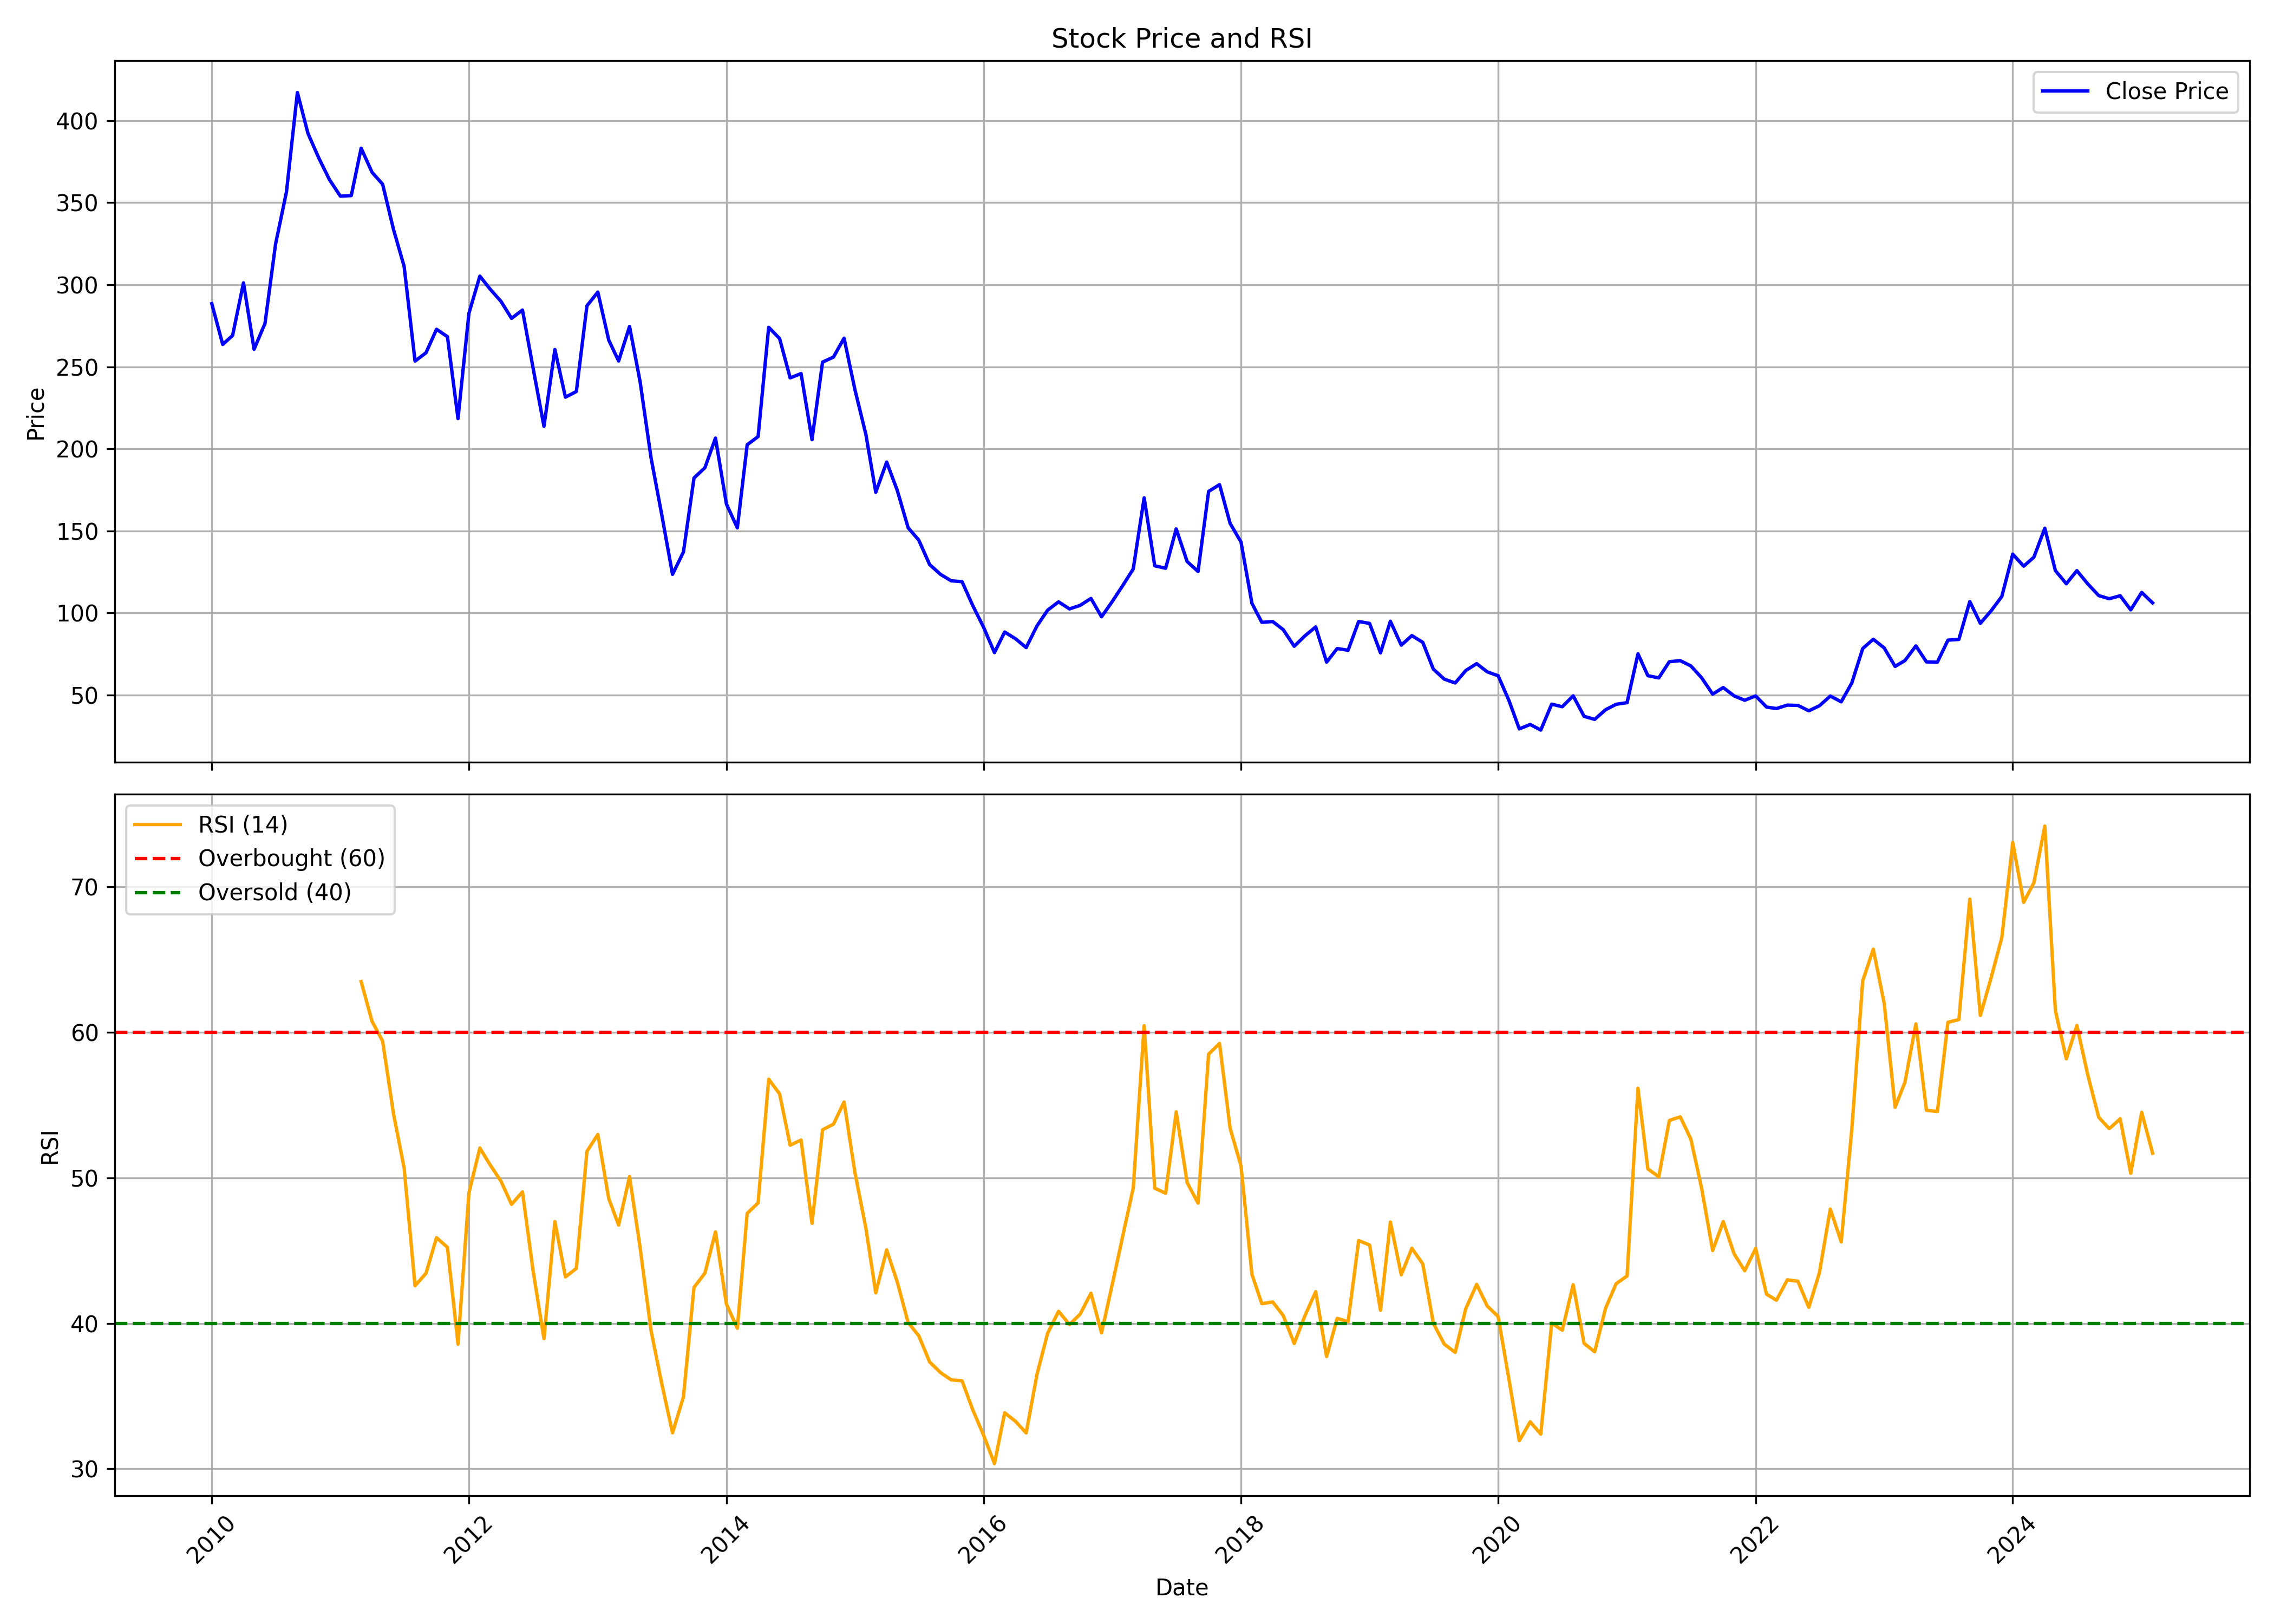 Stock Price and RSI
Close Price
400
350
300
250
200
150
100
50
Price
RSI (14)
Overbought (60)
Oversold (40)
70
60
50
40
30
RSI
2010
2012
2014
2016
2018
2020
2022
2024
Date